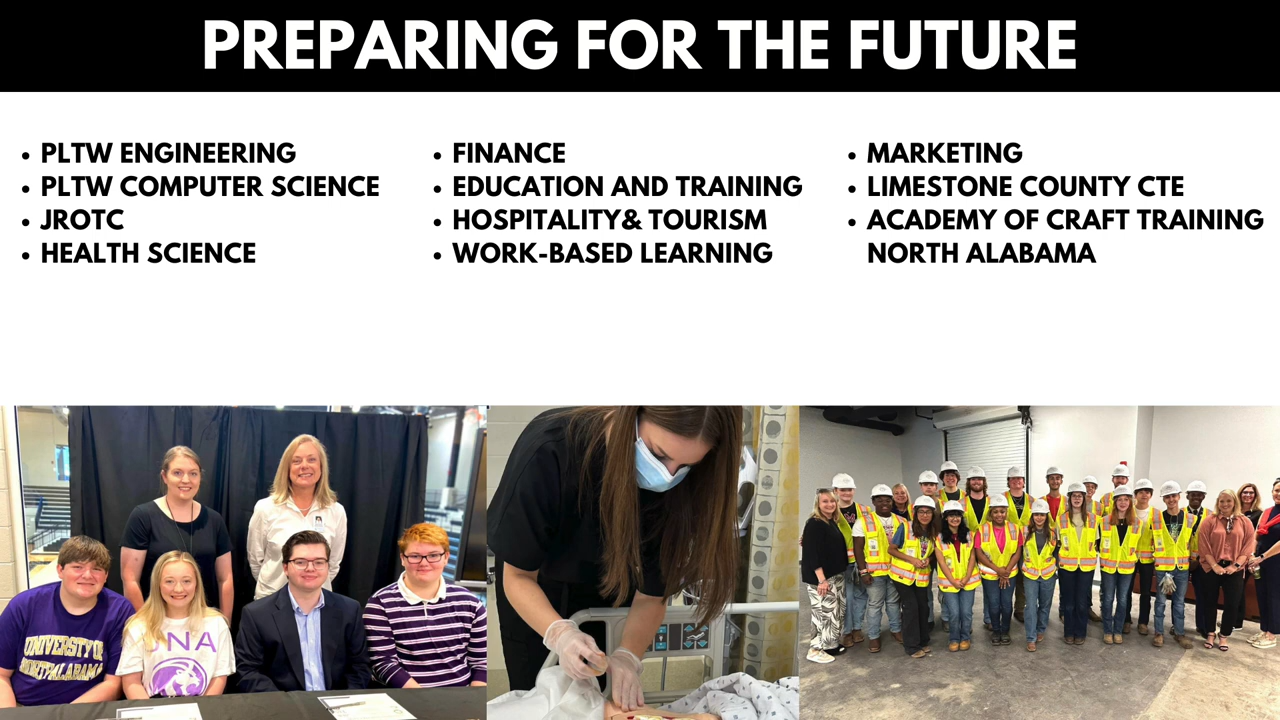 PREPARING FOR THE FUTURE
• PLTW ENGINEERING
• PLTW COMPUTER SCIENCE
• JROTC
• HEALTH SCIENCE
• FINANCE
• EDUCATION AND TRAINING
• HOSPITALITY& TOURISM
• WORK-BASED LEARNING
• MARKETING
• LIMESTONE COUNTY CTE
• ACADEMY OF CRAFT TRAINING
NORTH ALABAMA
UNIVERSITY OF
NORTH ALABAMA
UNA